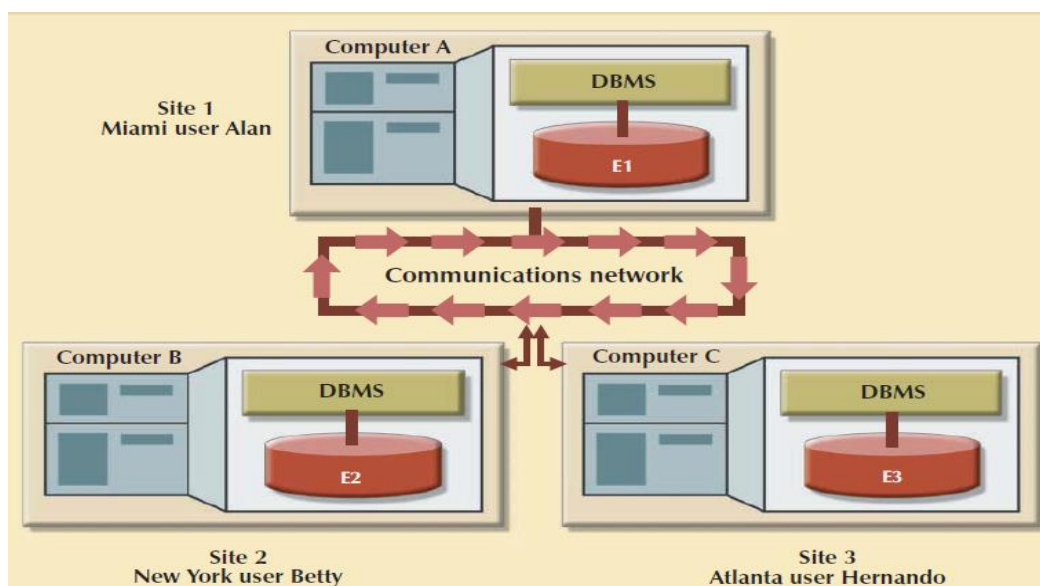 Computer A
DBMS
Site 1
Miami user Alan
E1
Communications network
Computer B
DBMS
E2
Computer C
DBMS
E3
Site 2
New York user Betty
Site 3
Atlanta user Hernando